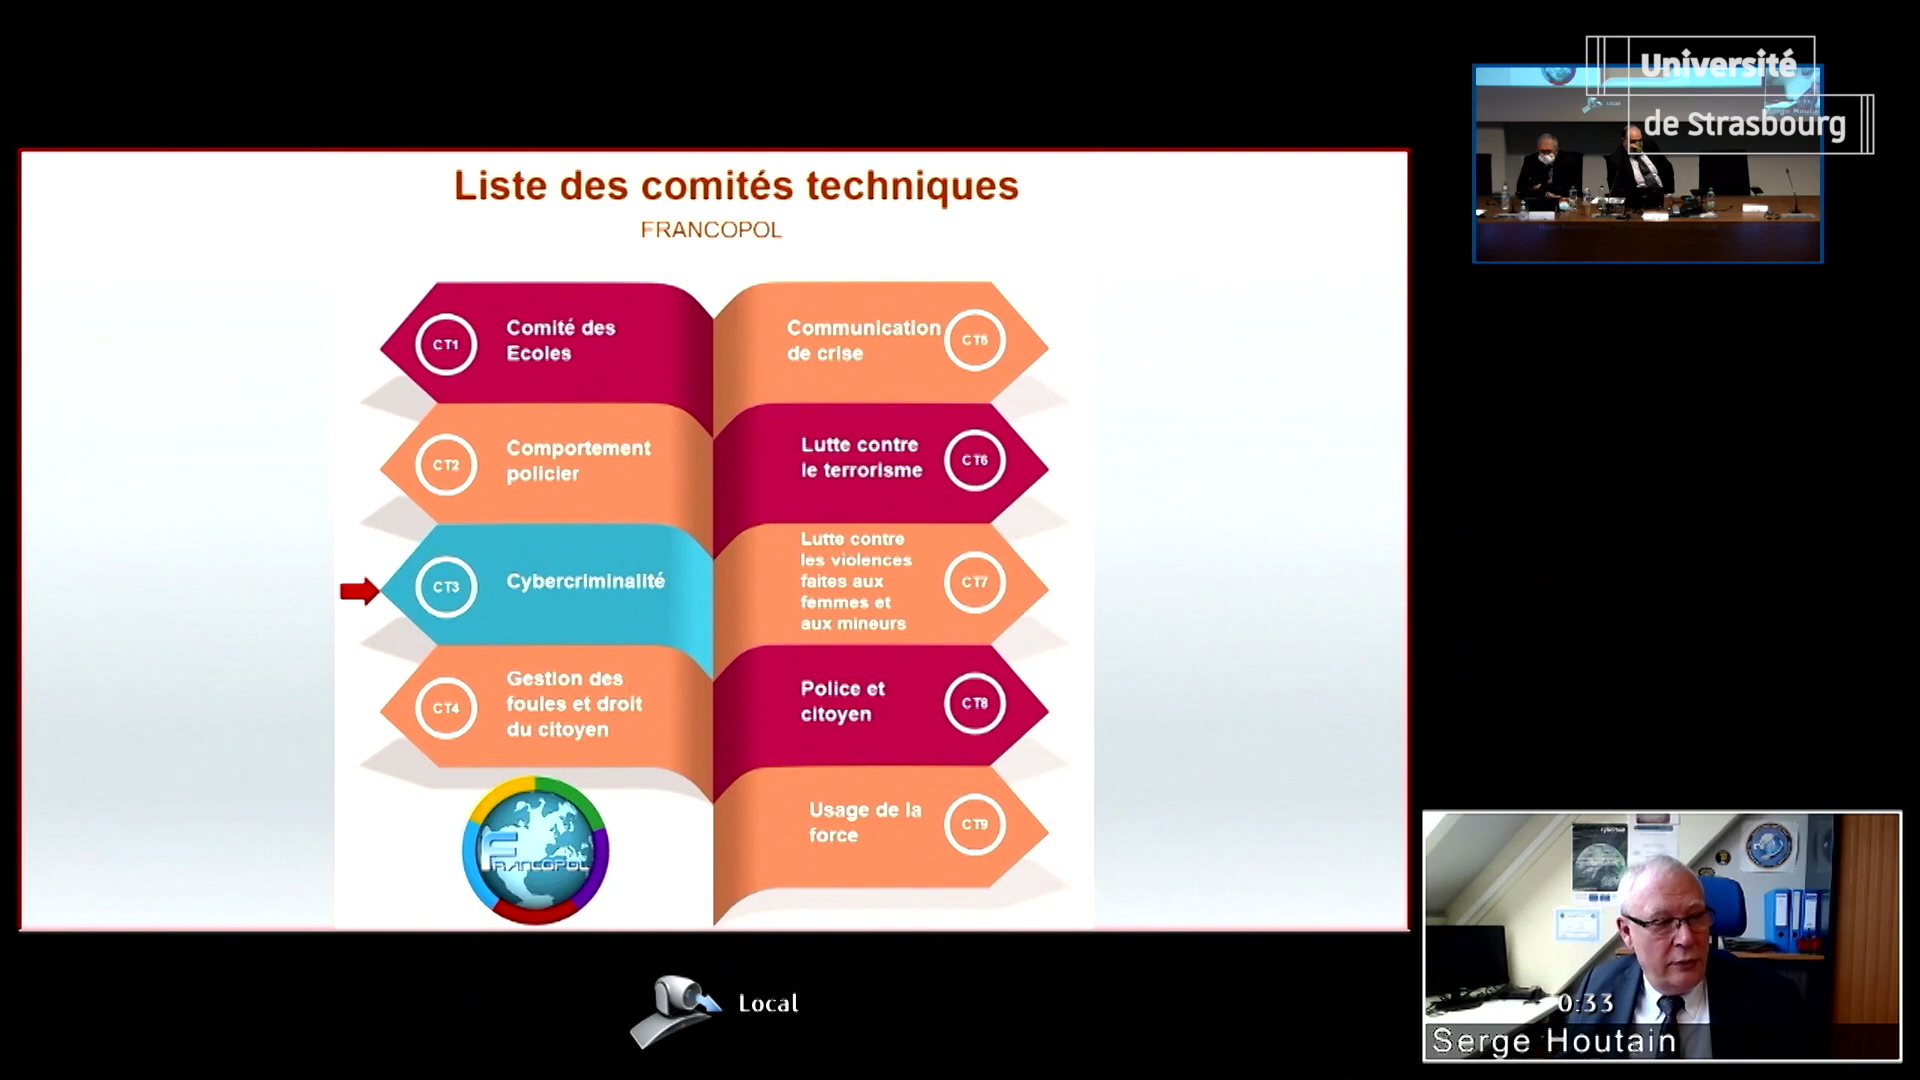 Université
de Strasbourg
Liste des comités techniques
FRANCOPOL
CT1
Comité des
Ecoles
CT2
Comportement
policier
CT3
Cybercriminalité
CT4
Gestion des
foules et droit
du citoyen
Communication
de crise
CT5
Lutte contre
le terrorisme
CT6
Lutte contre
les violences
faites aux
femmes et
aux mineurs
CT7
Police et
citoyen
CT8
Usage de la
force
CT9
FRANCOPOL
Local
0:33
Serge Houtain